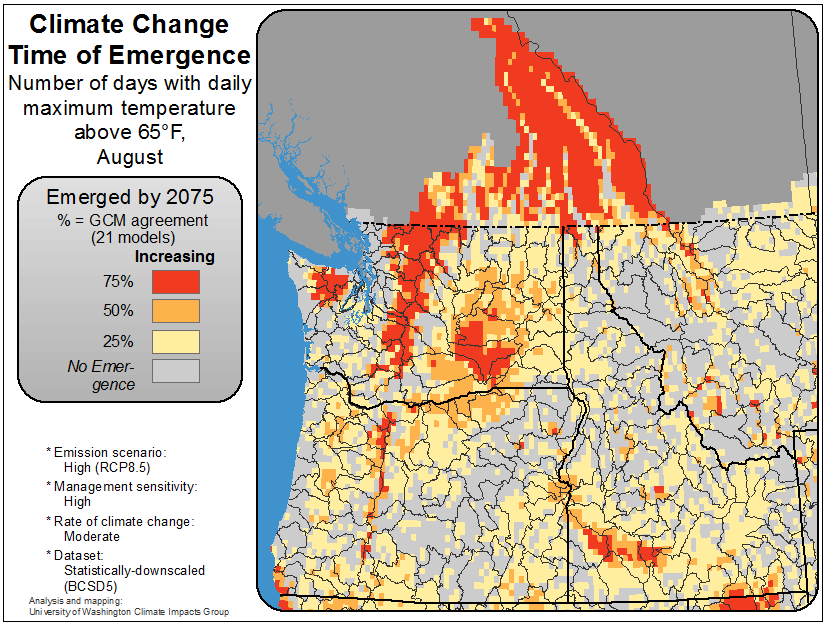 Climate Change
Time of Emergence
Number of days with daily
maximum temperature
above 65°F,
August
Emerged by 2075
% = GCM agreement
(21 models)
Increasing
75%
50%
25%
No Emer-
gence
* Emission scenario:
High (RCP8.5)
* Management sensitivity:
High
* Rate of climate change:
Moderate
* Dataset:
Statistically-downscaled
(BCSD5)
Analysis and mapping:
University of Washington Climate Impacts Group